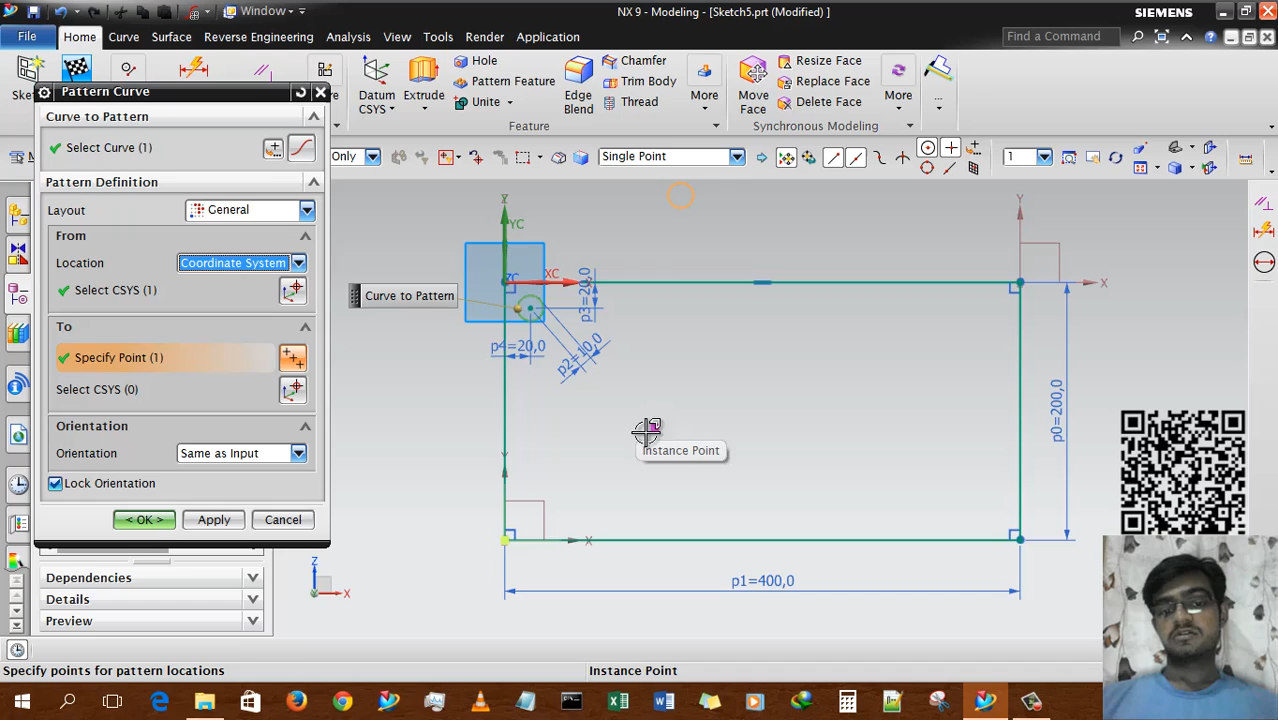 Window
NX 9 - Modeling - [Sketch5.prt (Modified) ]
SIEMENS
File
Home
Curve
Surface
Reverse Engineering
Analysis
View
Tools
Render
Application
Find a Command
Pattern Curve
Curve to Pattern
Select Curve (1)
Pattern Definition
Layout
General
From
Location
Coordinate System
Select CSYS (1)
To
Specify Point (1)
Select CSYS (0)
Orientation
Orientation
Same as Input
Lock Orientation
< OK >
Apply
Cancel
Dependencies
Details
Preview
Datum
CSYS
Extrude
Hole
Pattern Feature
Unite
Edge
Blend
Chamfer
Trim Body
Thread
More
Feature
Move
Face
Resize Face
Replace Face
Delete Face
More
...
Synchronous Modeling
Only
Single Point
1
YC
XC
Curve to Pattern
p3=20,0
p4=20,0
p2=10,0
Instance Point
Y
X
X
p0=200,0
p1=400,0
Z
X
Specify points for pattern locations
Instance Point